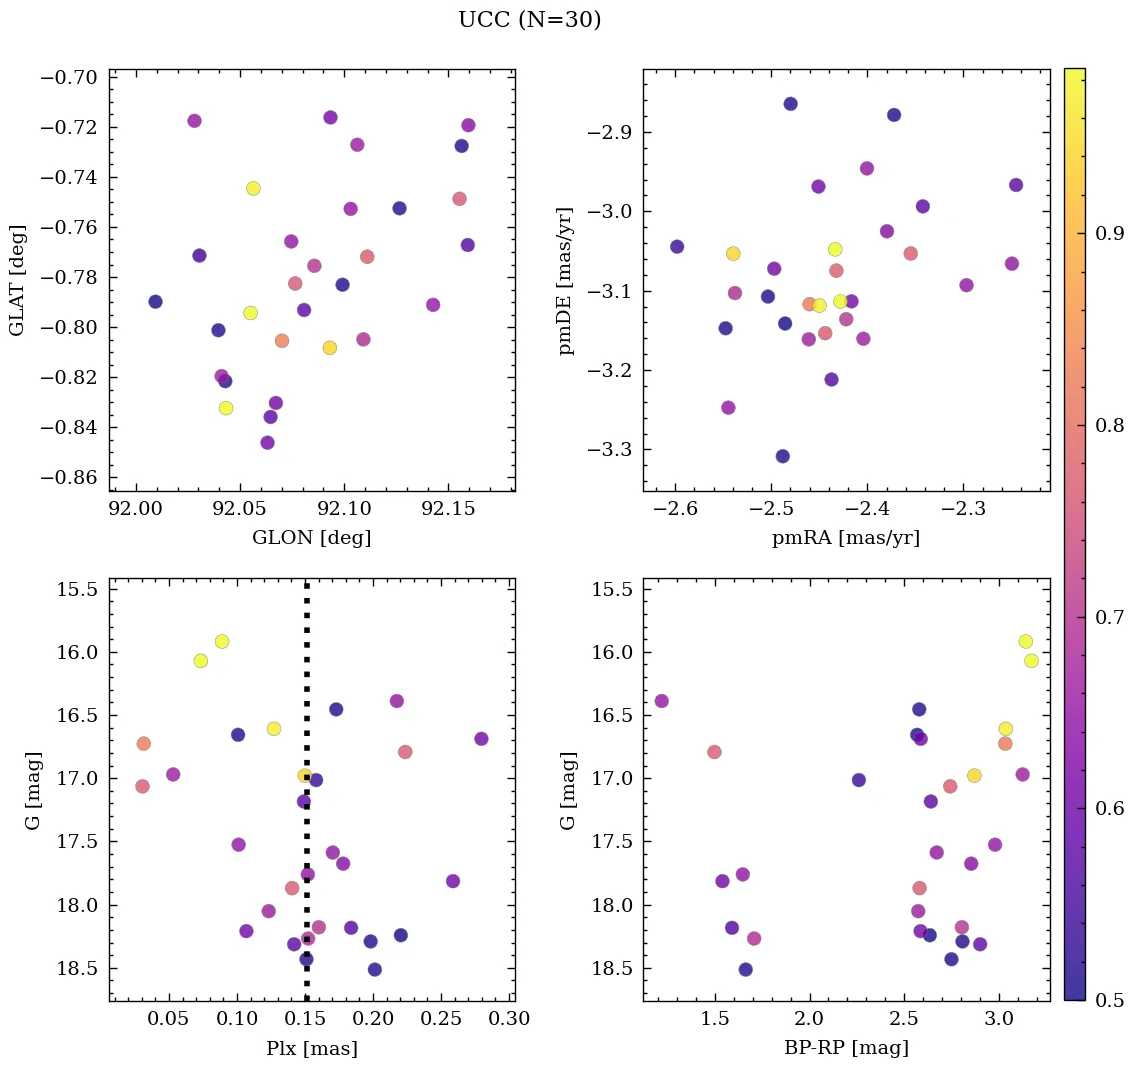 UCC (N=30)
−0.70
−0.72
−0.74
−0.76
−0.78
−0.80
−0.82
−0.84
−0.86
GLAT [deg]
92.00 92.05 92.10 92.15
GLON [deg]
−2.9
−3.0
−3.1
−3.2
−3.3
pmDE [mas/yr]
−2.6 −2.5 −2.4 −2.3
pmRA [mas/yr]
15.5
16.0
16.5
17.0
17.5
18.0
18.5
G [mag]
0.05 0.10 0.15 0.20 0.25 0.30
Plx [mas]
15.5
16.0
16.5
17.0
17.5
18.0
18.5
G [mag]
1.5 2.0 2.5 3.0
BP-RP [mag]
0.9
0.8
0.7
0.6
0.5